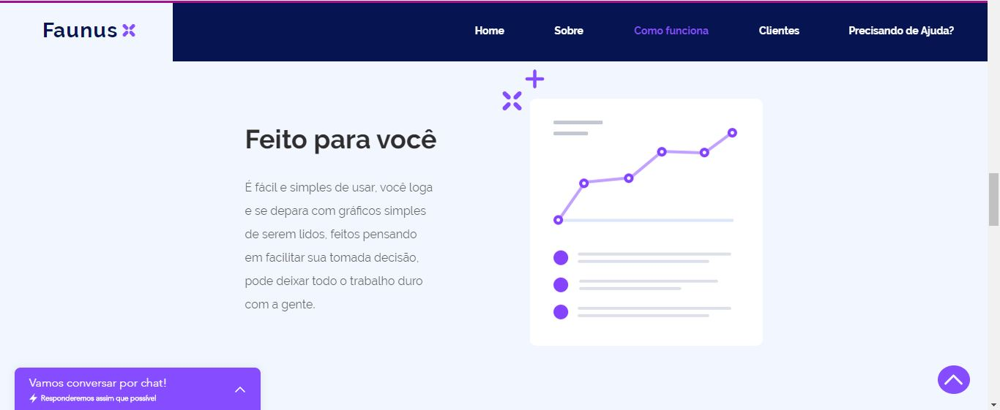 Faunus
Home
Sobre
Como funciona
Clientes
Precisando de Ajuda?
Feito para você
É fácil e simples de usar, você loga
e se depara com gráficos simples
de serem lidos, feitos pensando
em facilitar sua tomada decisão,
pode deixar todo o trabalho duro
com a gente.
Vamos conversar por chat!
Responderemos assim que possível